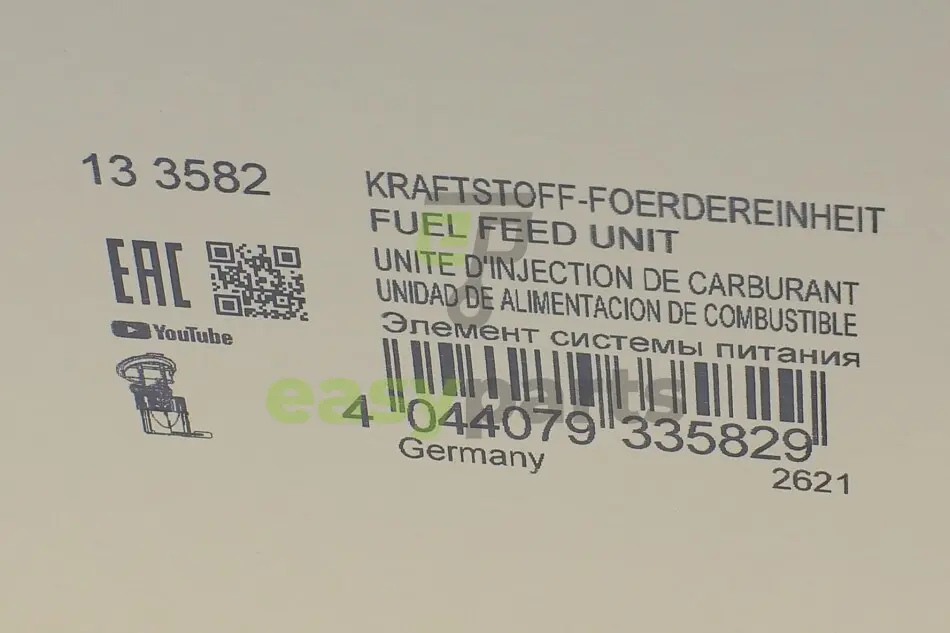 13 3582
KRAFTSTOFF-FOERDEREINHEIT
FUEL FEED UNIT
UNITE D'INJECTION DE CARBURANT
UNIDAD DE ALIMENTACION DE COMBUSTIBLE
Элемент системы питания
EAC
YouTube
4 044079 335829
Germany
2621
easyparts